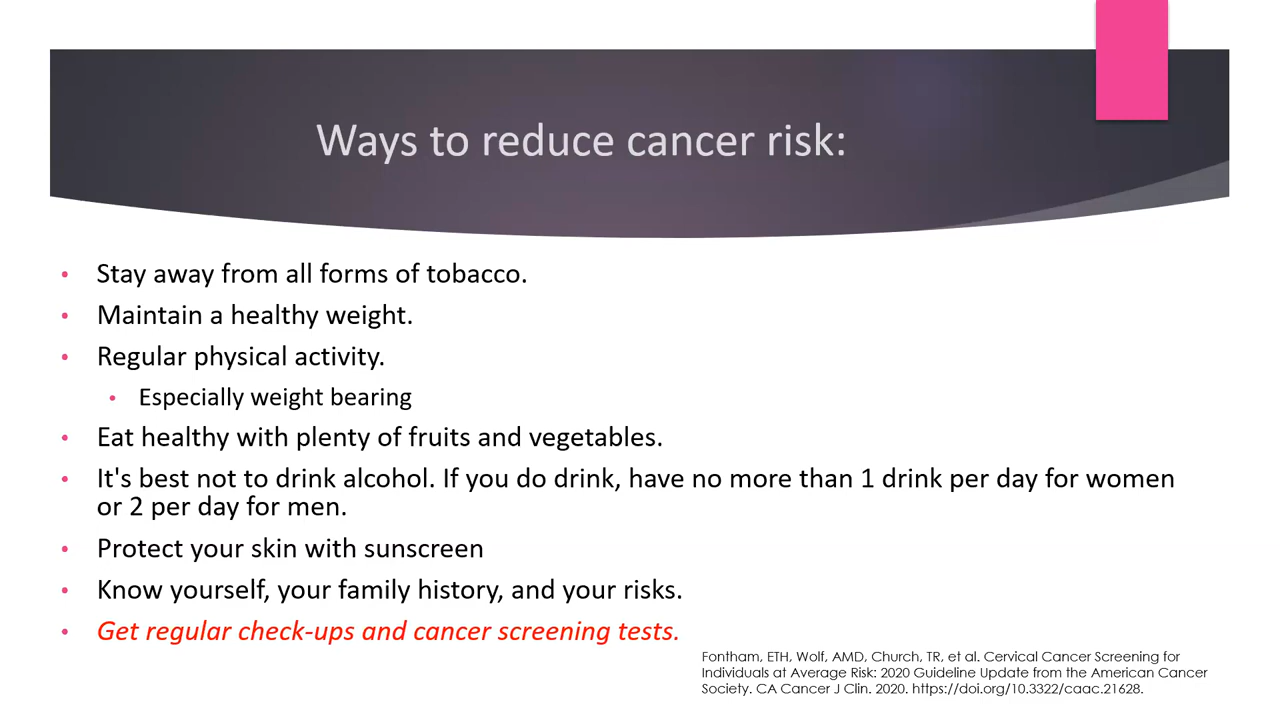 Ways to reduce cancer risk:
• Stay away from all forms of tobacco.
• Maintain a healthy weight.
• Regular physical activity.
• Especially weight bearing
• Eat healthy with plenty of fruits and vegetables.
• It's best not to drink alcohol. If you do drink, have no more than 1 drink per day for women
or 2 per day for men.
• Protect your skin with sunscreen
• Know yourself, your family history, and your risks.
• Get regular check-ups and cancer screening tests.
Fontham, ETH, Wolf, AMD, Church, TR, et al. Cervical Cancer Screening for
Individuals at Average Risk: 2020 Guideline Update from the American Cancer
Society. CA Cancer J Clin. 2020. https://doi.org/10.3322/caac.21628.